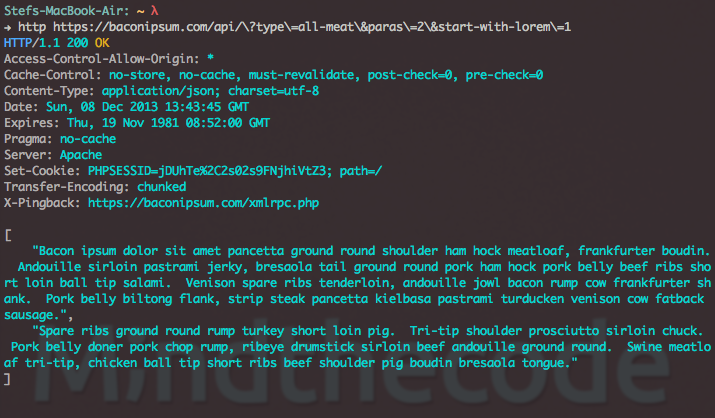 Stefs-MacBook-Air: ~ λ
→ http https://baconipsum.com/api/\?type\=all-meat\&paras\=2\&start-with-lorem\=1
HTTP/1.1 200 OK
Access-Control-Allow-Origin: *
Cache-Control: no-store, no-cache, must-revalidate, post-check=0, pre-check=0
Content-Type: application/json; charset=utf-8
Date: Sun, 08 Dec 2013 13:43:45 GMT
Expires: Thu, 19 Nov 1981 08:52:00 GMT
Pragma: no-cache
Server: Apache
Set-Cookie: PHPSESSID=jDUhTe%2C2s02s9FNjhiVtZ3; path=/
Transfer-Encoding: chunked
X-Pingback: https://baconipsum.com/xmlrpc.php
[
"Bacon ipsum dolor sit amet pancetta ground round shoulder ham hock meatloaf, frankfurter boudin.
Andouille sirloin pastrami jerky, bresaola tail ground round pork ham hock pork belly beef ribs sho
rt loin ball tip salami.  Venison spare ribs tenderloin, andouille jowl bacon rump cow frankfurter sh
ank.  Pork belly biltong flank, strip steak pancetta kielbasa pastrami turducken venison cow fatback
sausage.",
"Spare ribs ground round rump turkey short loin pig.  Tri-tip shoulder prosciutto sirloin chuck.
Pork belly doner pork chop rump, ribeye drumstick sirloin beef andouille ground round.  Swine meatlo
af tri-tip, chicken ball tip short ribs beef shoulder pig boudin bresaola tongue."
]
Mindthecode